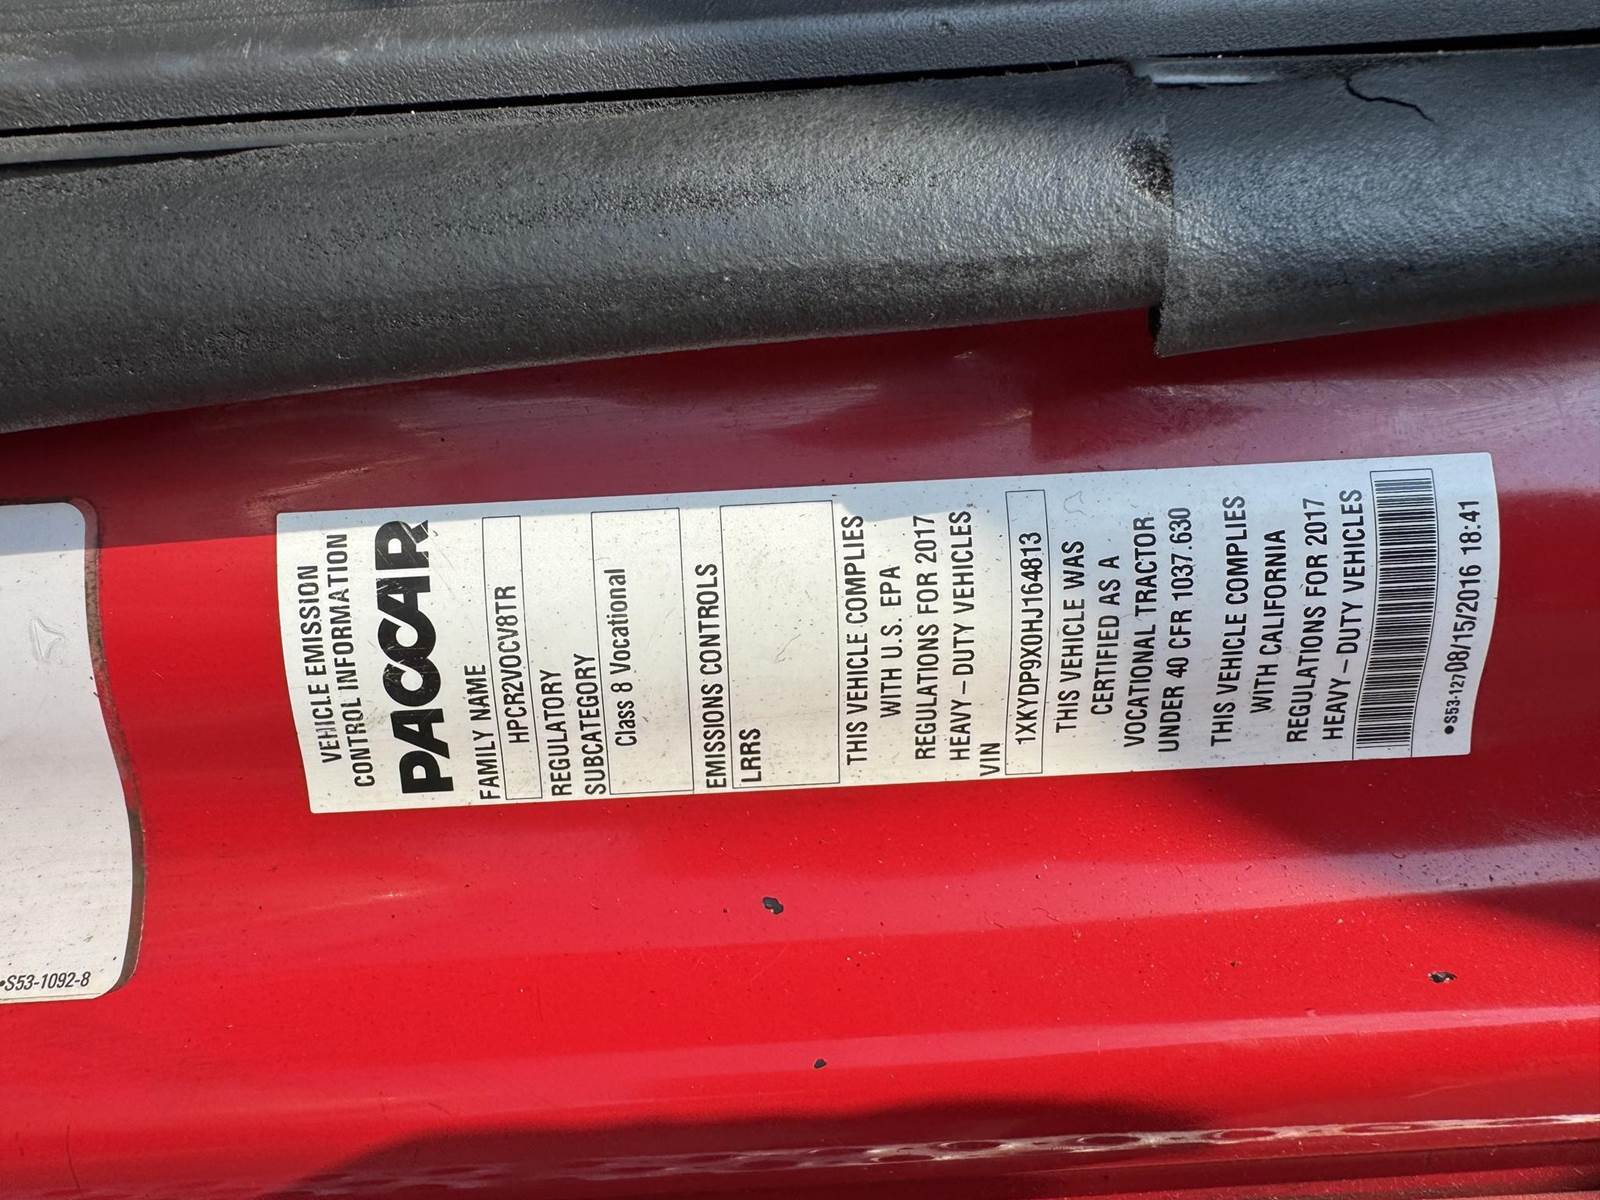 VEHICLE EMISSION
CONTROL INFORMATION
PACCAR
FAMILY NAME
HPCR2VOCV8TR
REGULATORY
SUBCATEGORY
Class 8 Vocational
EMISSIONS CONTROLS
LRRS
THIS VEHICLE COMPLIES
WITH U.S. EPA
REGULATIONS FOR 2017
HEAVY – DUTY VEHICLES
VIN
1XKYDP9X0HJ164813
THIS VEHICLE WAS
CERTIFIED AS A
VOCATIONAL TRACTOR
UNDER 40 CFR 1037.630
THIS VEHICLE COMPLIES
WITH CALIFORNIA
REGULATIONS FOR 2017
HEAVY – DUTY VEHICLES
•S53-12708/15/2016 18:41
•S53-1092-8